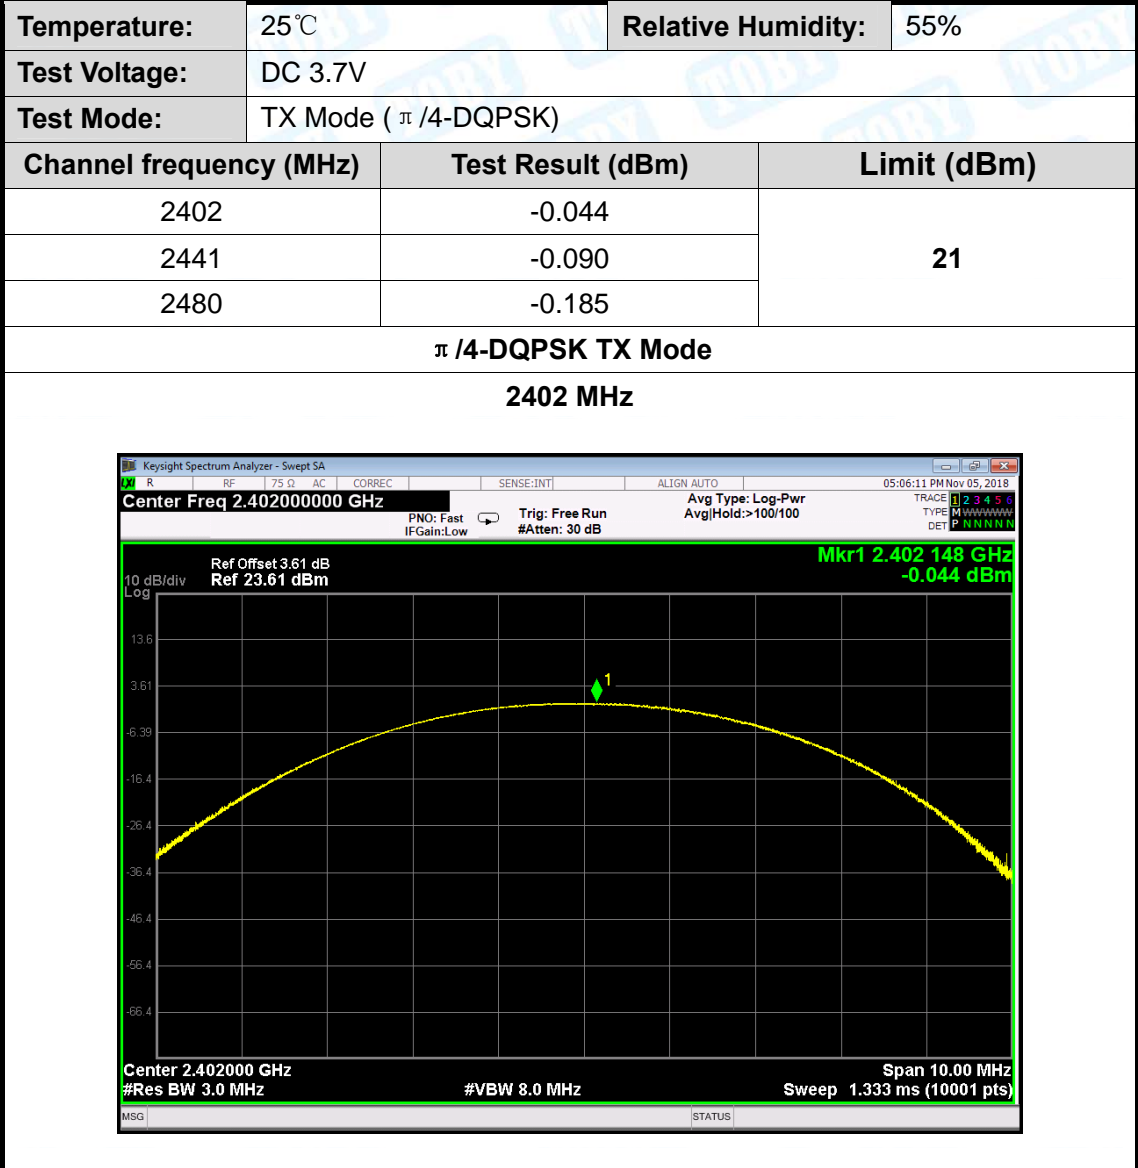 Temperature: 25℃ Relative Humidity: 55%
Test Voltage: DC 3.7V
Test Mode: TX Mode (π/4-DQPSK)
Channel frequency (MHz) Test Result (dBm) Limit (dBm)
2402 -0.044
2441 -0.090 21
2480 -0.185
π/4-DQPSK TX Mode
2402 MHz
Keysight Spectrum Analyzer - Swept SA
LXI R RF 75 Ω AC CORREC SENSE:INT ALIGN AUTO 05:06:11 PM Nov 05, 2018
Center Freq 2.402000000 GHz Avg Type: Log-Pwr TRACE 1 2 3 4 5 6
PNO: Fast Trig: Free Run Avg|Hold:>100/100 TYPE M WWWWW
IFGain:Low #Atten: 30 dB DET P N N N N N
Mkr1 2.402 148 GHz
-0.044 dBm
Ref Offset 3.61 dB
10 dB/div Ref 23.61 dBm
Log
13.6
1
3.61
-6.39
-16.4
-26.4
-36.4
-46.4
-56.4
-66.4
Center 2.402000 GHz Span 10.00 MHz
#Res BW 3.0 MHz #VBW 8.0 MHz Sweep 1.333 ms (10001 pts)
MSG STATUS
TOBY
TOBY
TOBY